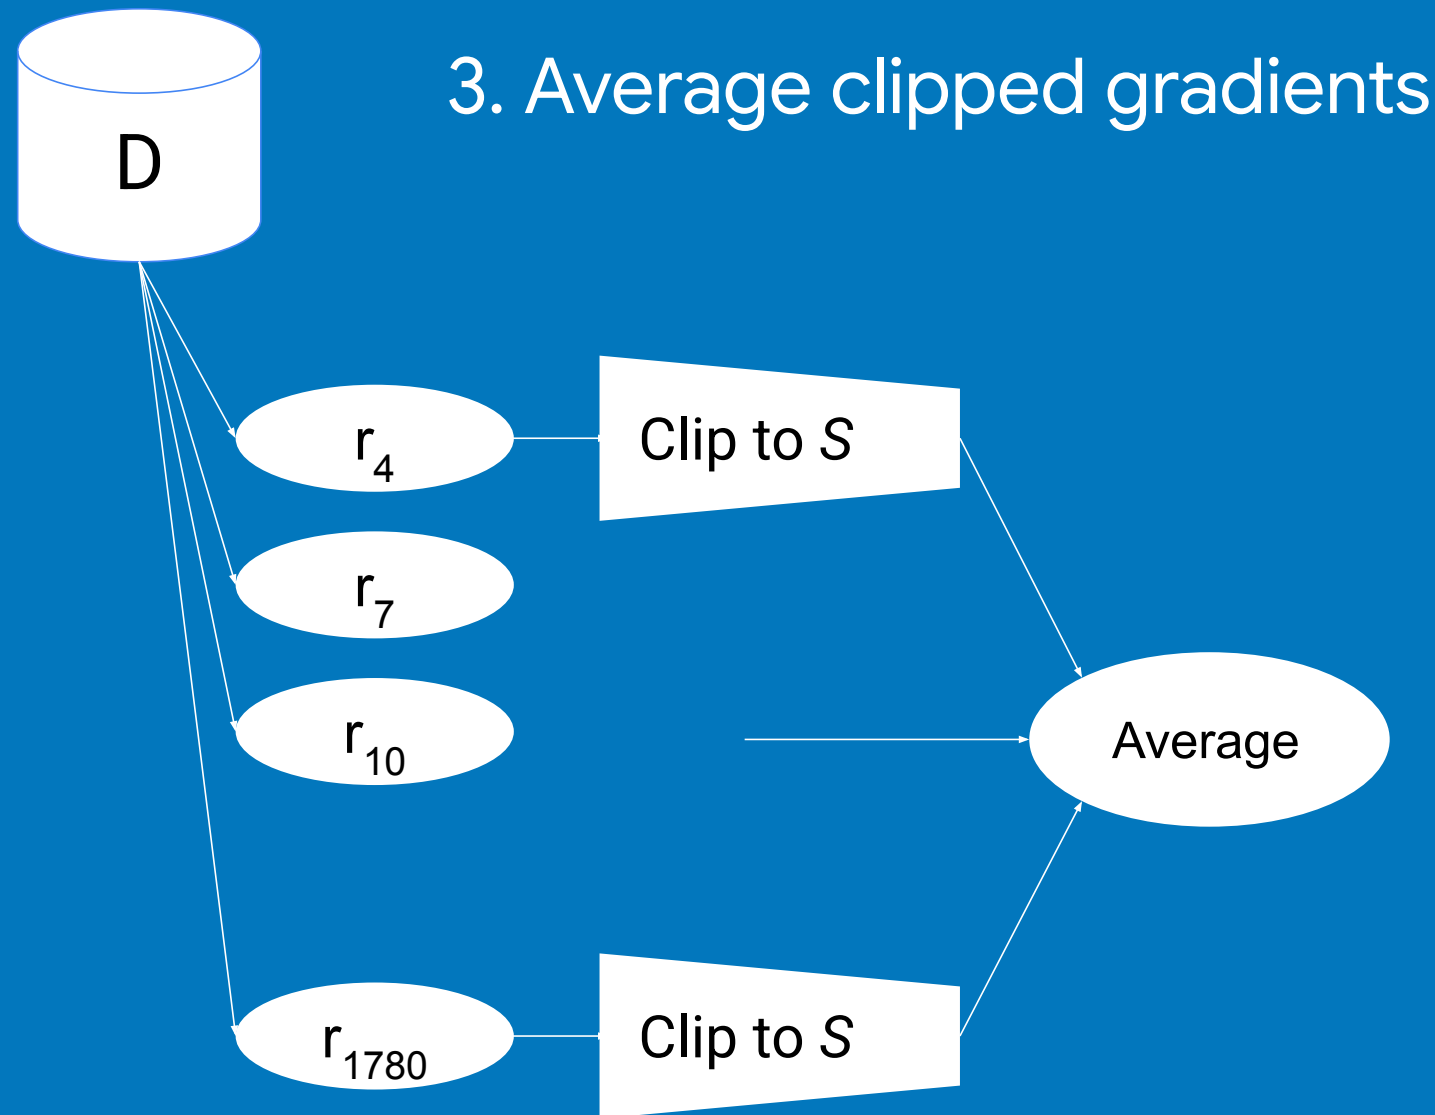 3. Average clipped gradients
D
r₄
Clip to S
r₇
r₁₀
Average
r₁₇₈₀
Clip to S